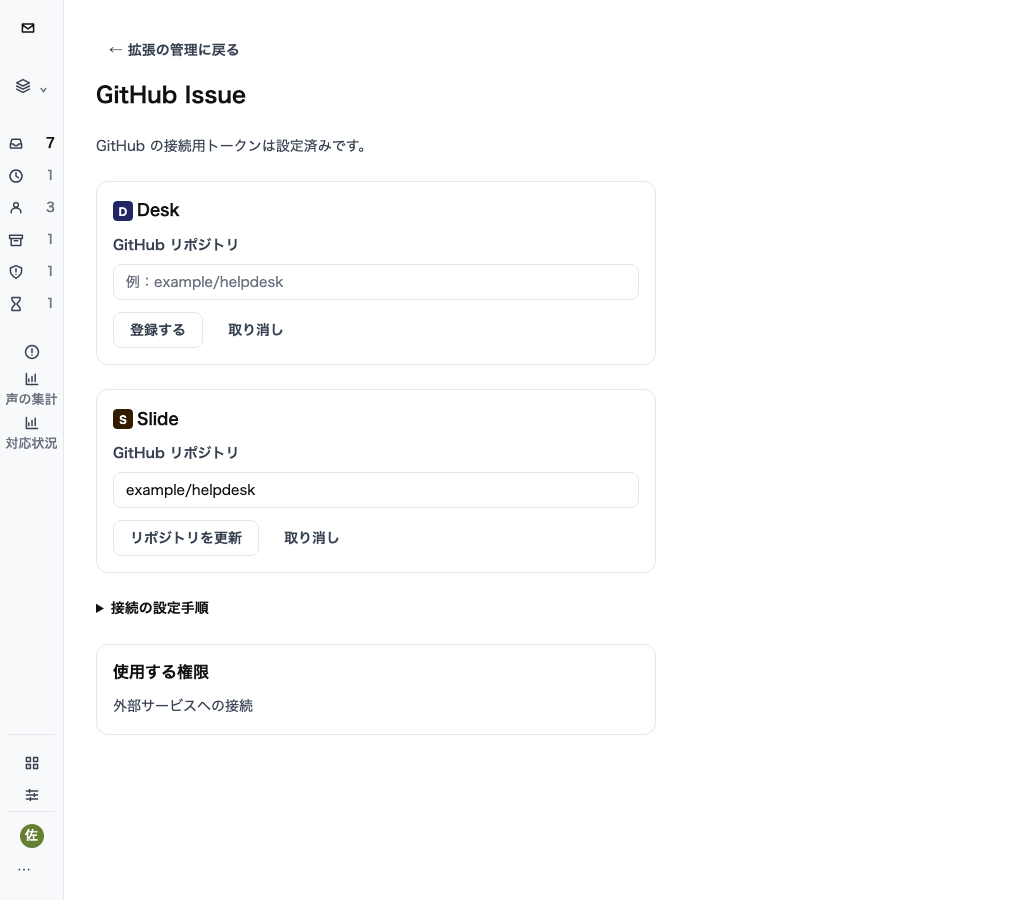 ← 拡張の管理に戻る
GitHub Issue
GitHub の接続用トークンは設定済みです。
D Desk
GitHub リポジトリ
例：example/helpdesk
登録する 取り消し
S Slide
GitHub リポジトリ
example/helpdesk
リポジトリを更新 取り消し
▶ 接続の設定手順
使用する権限
外部サービスへの接続
7
1
3
1
1
1
声の集計
対応状況
佐
…